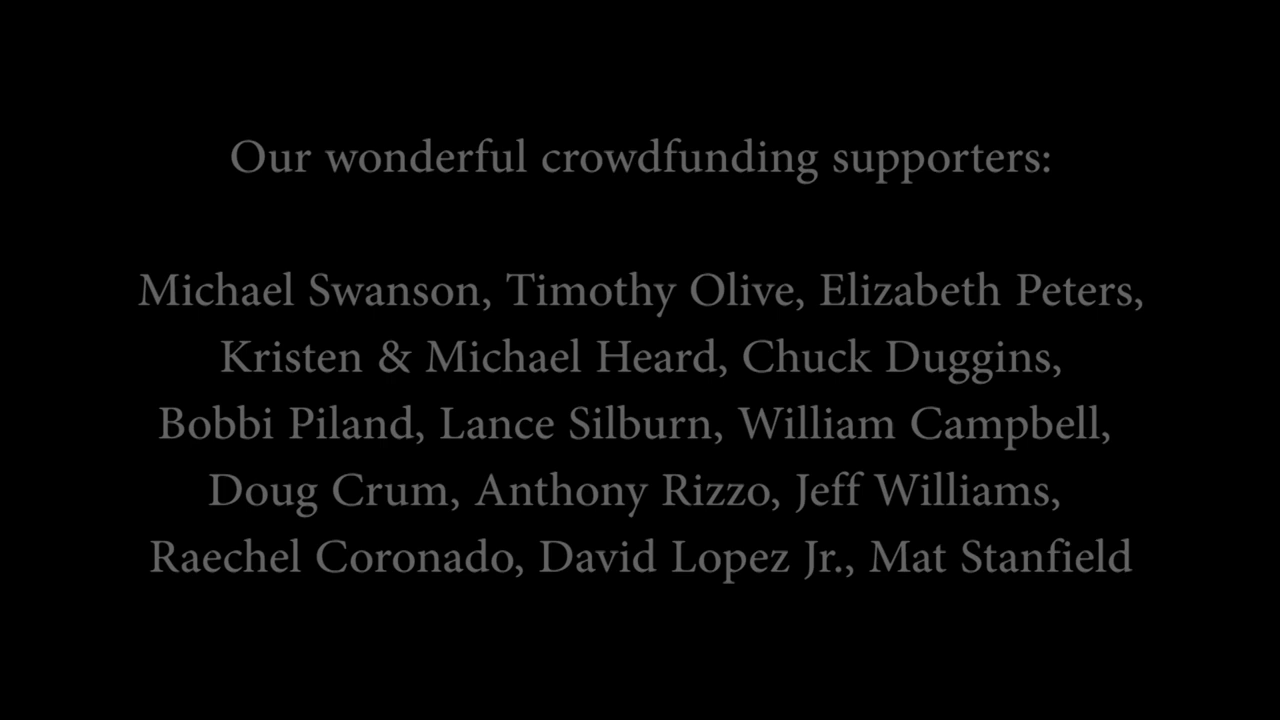 Our wonderful crowdfunding supporters:
Michael Swanson, Timothy Olive, Elizabeth Peters,
Kristen & Michael Heard, Chuck Duggins,
Bobbi Piland, Lance Silburn, William Campbell,
Doug Crum, Anthony Rizzo, Jeff Williams,
Raechel Coronado, David Lopez Jr., Mat Stanfield